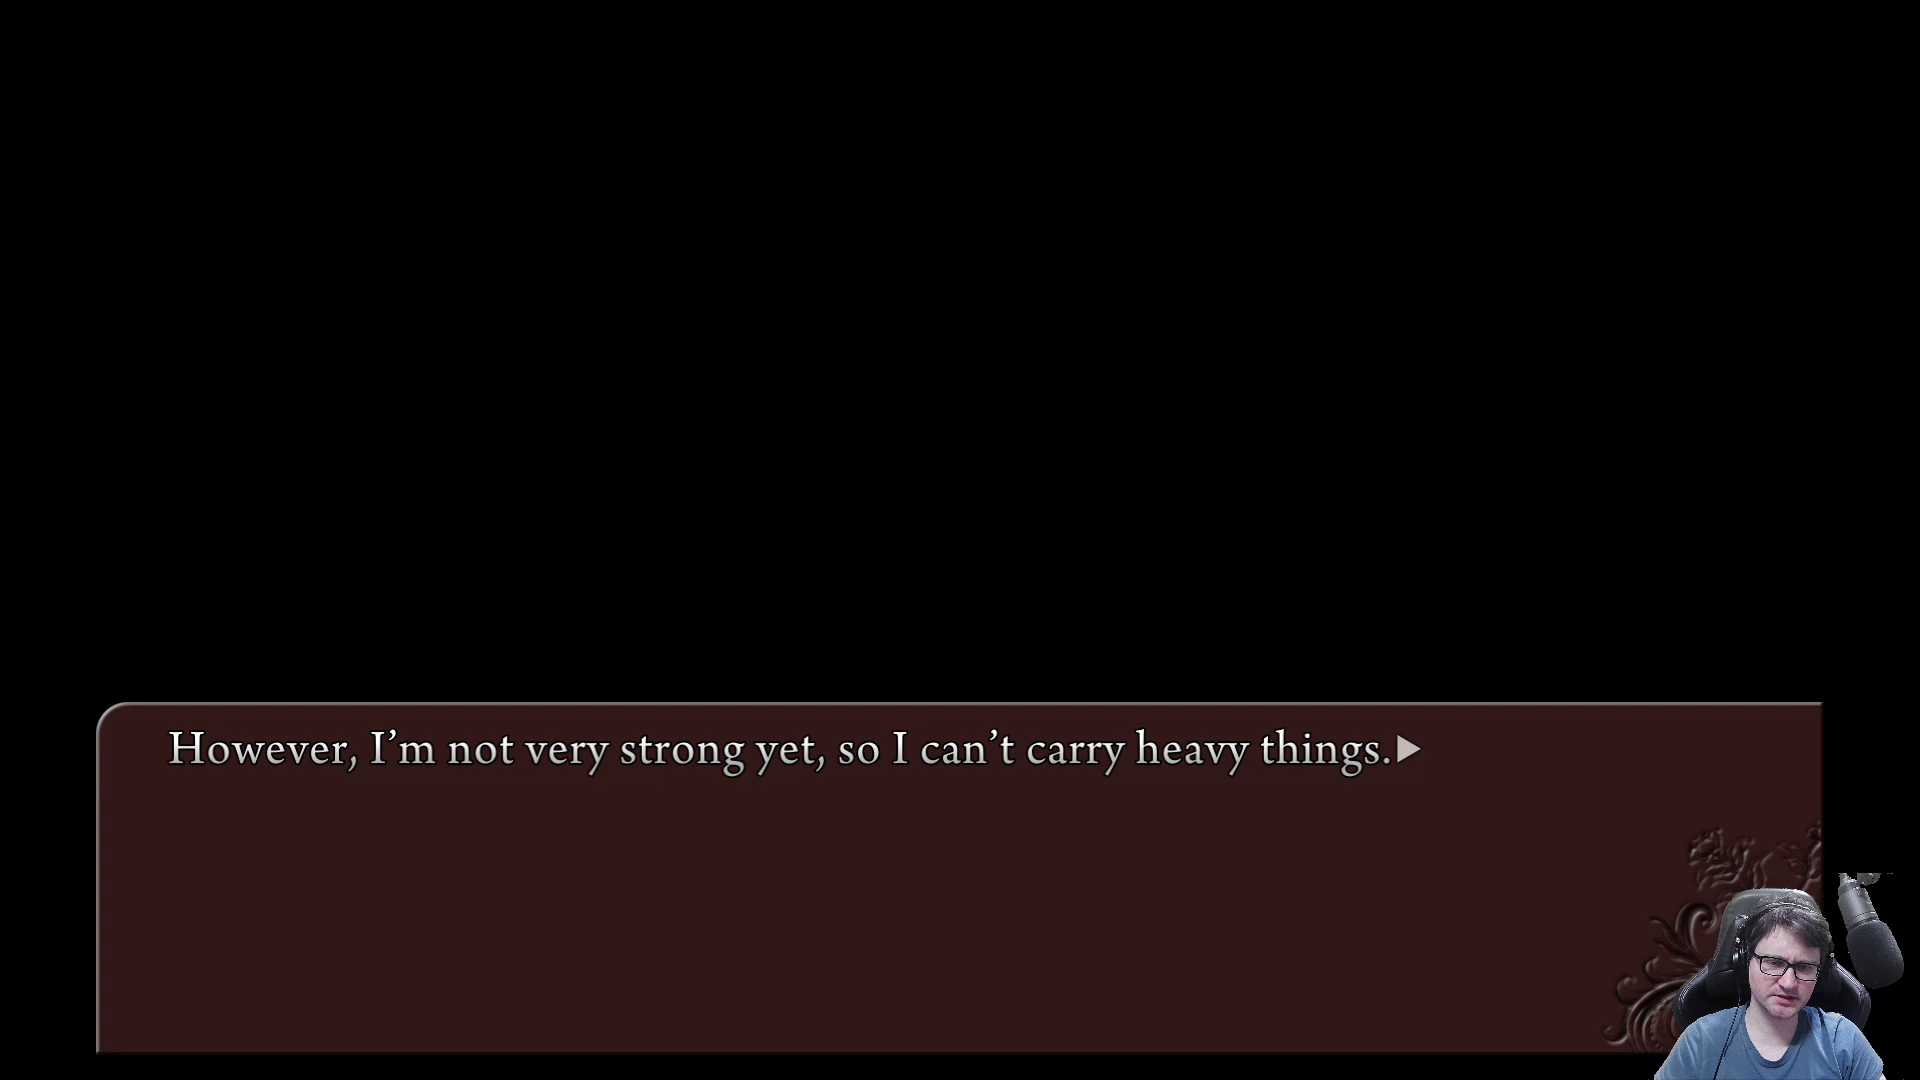 However, I’m not very strong yet, so I can’t carry heavy things.